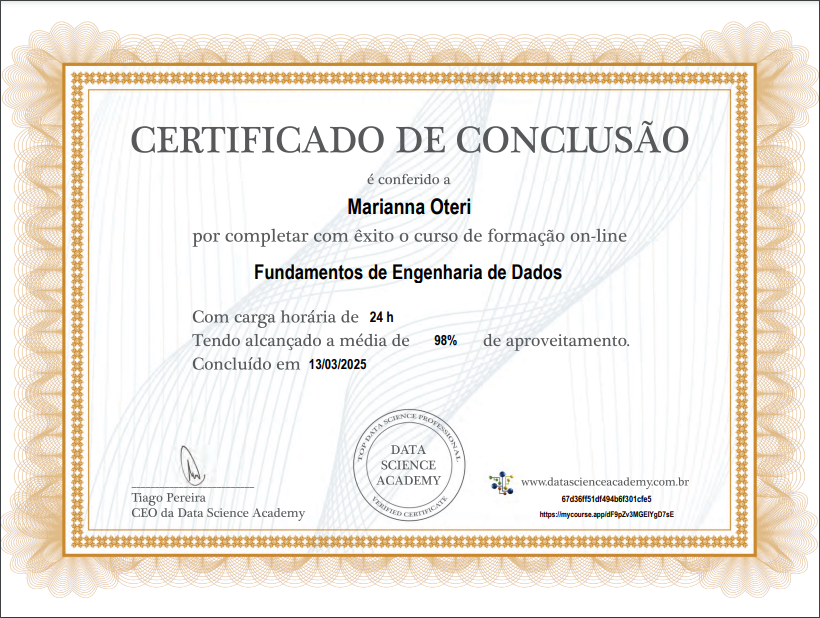 CERTIFICADO DE CONCLUSÃO
é conferido a
Marianna Oteri
por completar com êxito o curso de formação on-line
Fundamentos de Engenharia de Dados
Com carga horária de 24 h
Tendo alcançado a média de 98% de aproveitamento.
Concluído em 13/03/2025
TOP DATA SCIENCE PROFESSIONAL
DATA
SCIENCE
ACADEMY
VERIFIED CERTIFICATE
Tiago Pereira
CEO da Data Science Academy
www.datascienceacademy.com.br
67d36ff51df494b6f301cfe5
https://mycourse.app/dF9pZv3MGEiYgD7sE